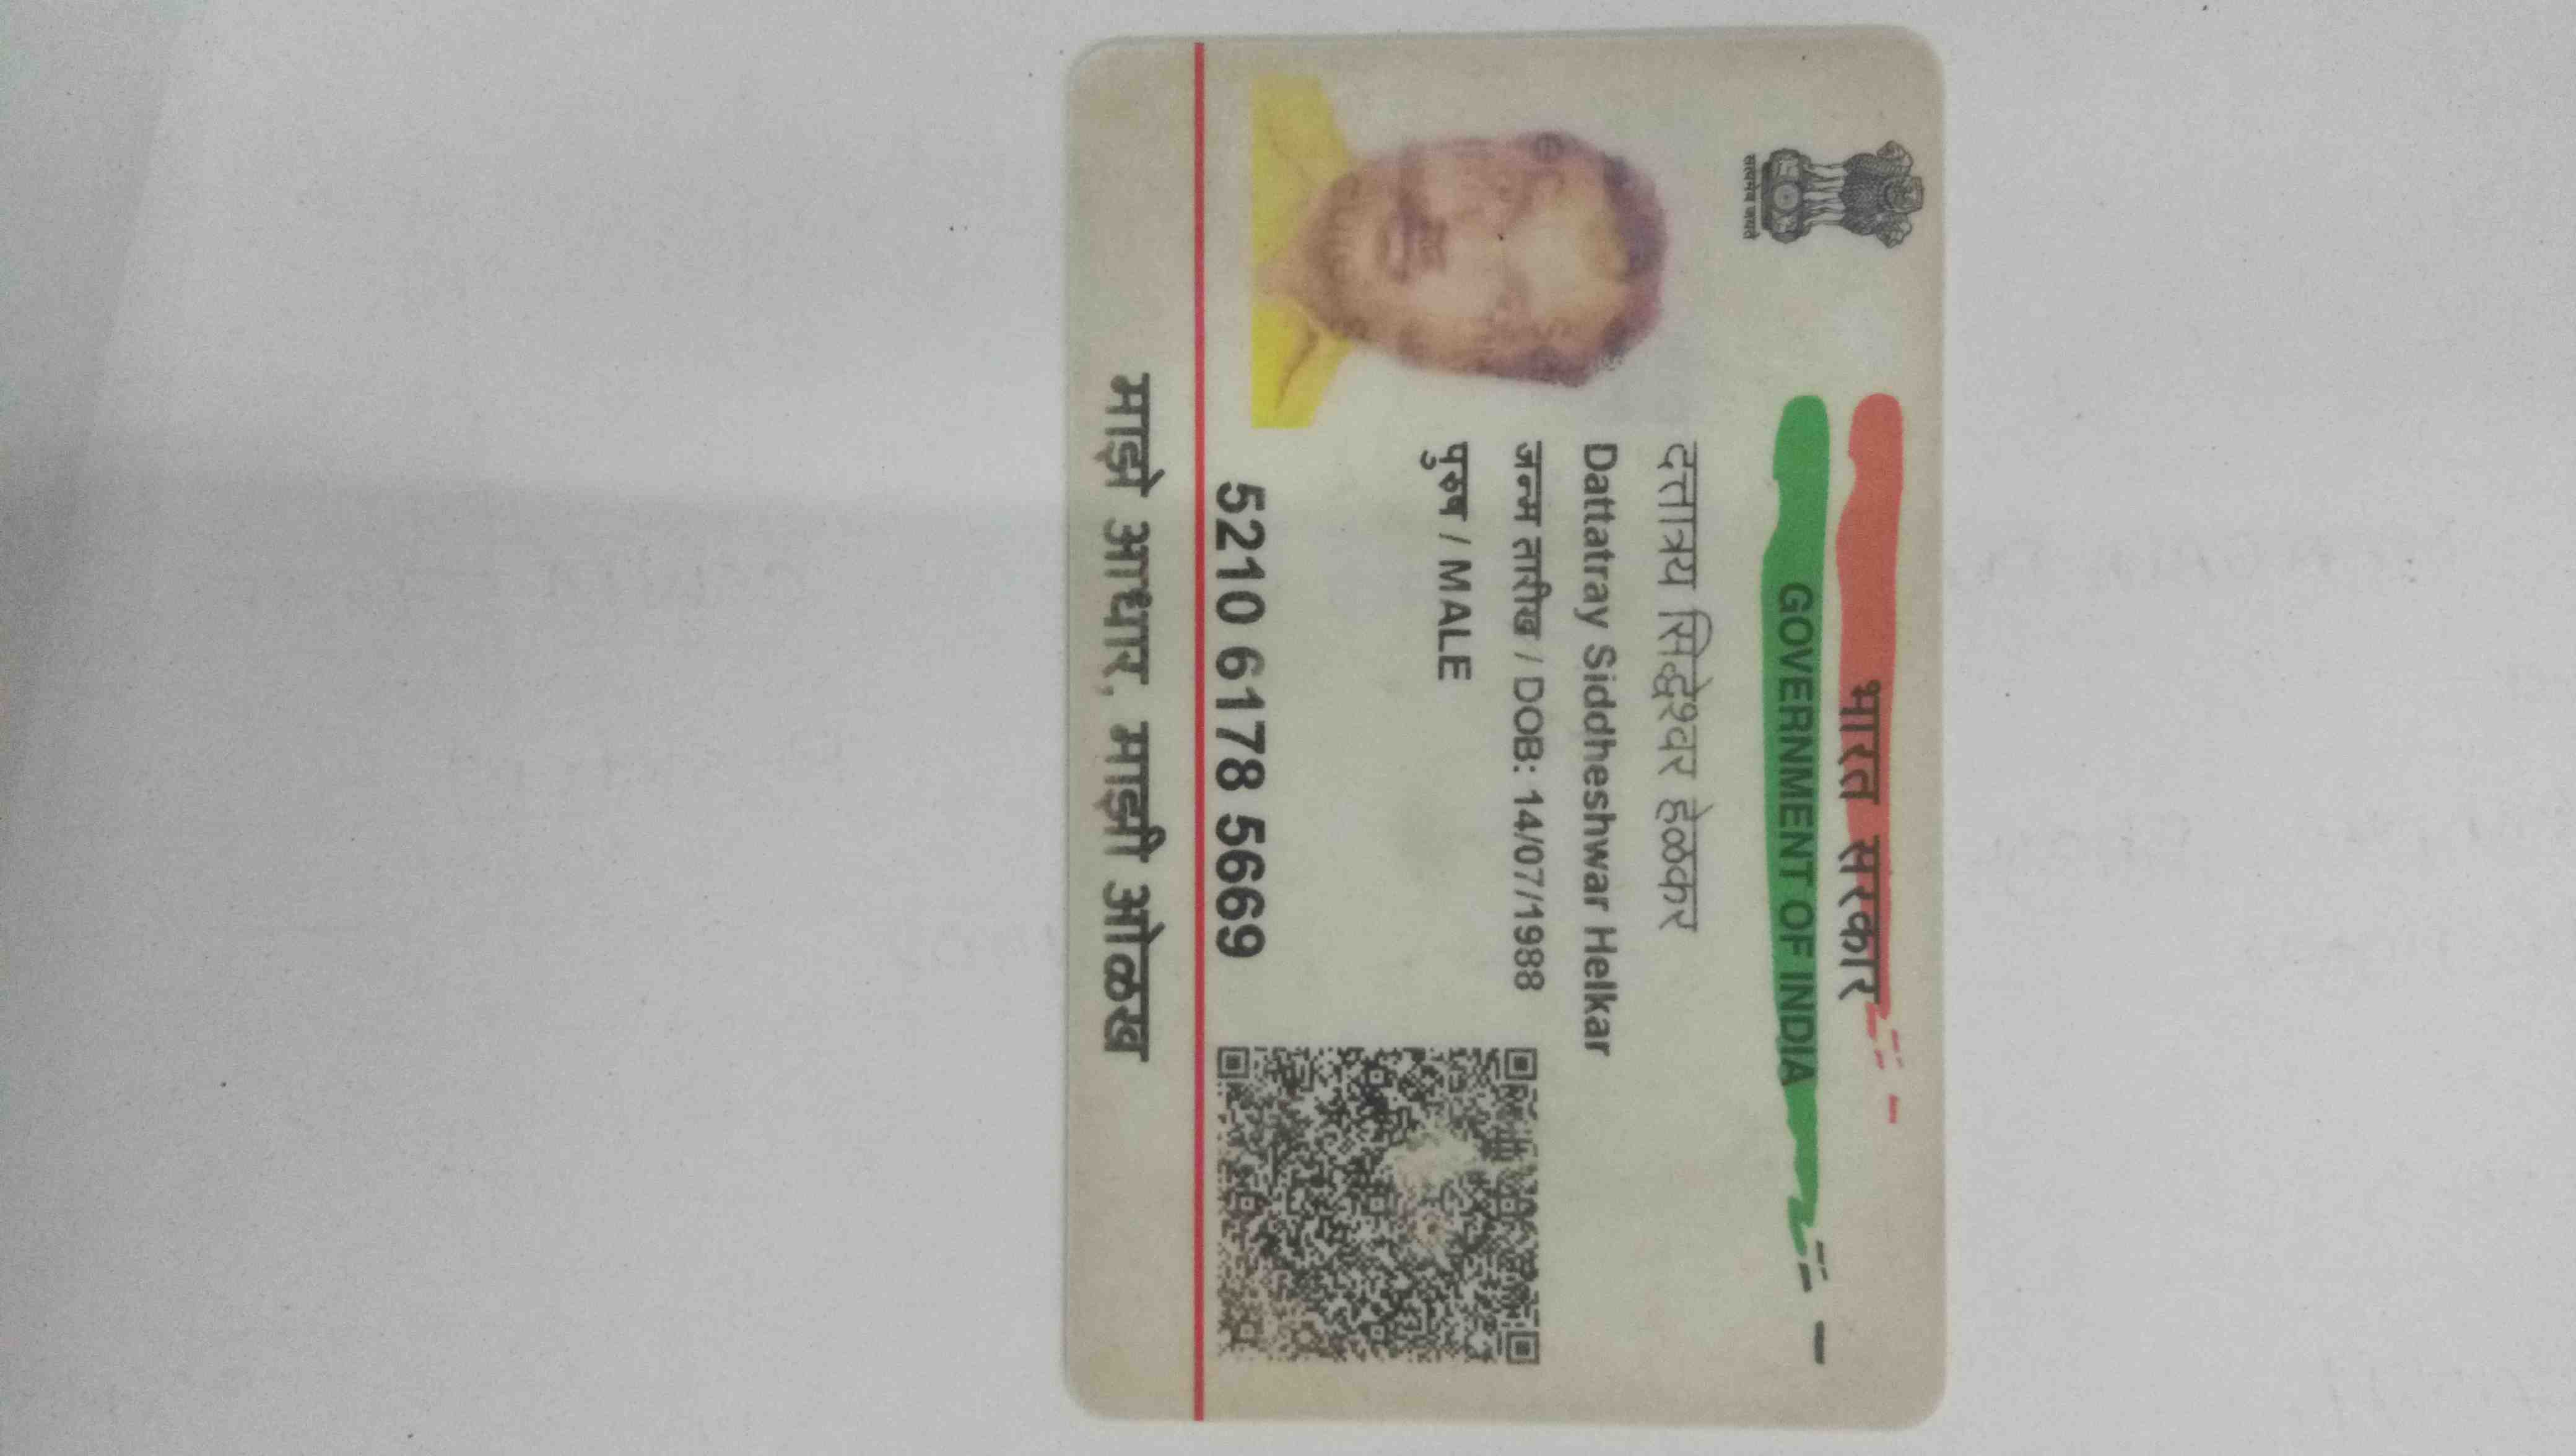 भारत सरकार
GOVERNMENT OF INDIA
सत्यमेव जयते
दत्तात्रय सिद्धेश्वर हेळकर
Dattatray Siddheshwar Helkar
जन्म तारीख / DOB: 14/07/1988
पुरुष / MALE
5210 6178 5669
माझे आधार, माझी ओळख